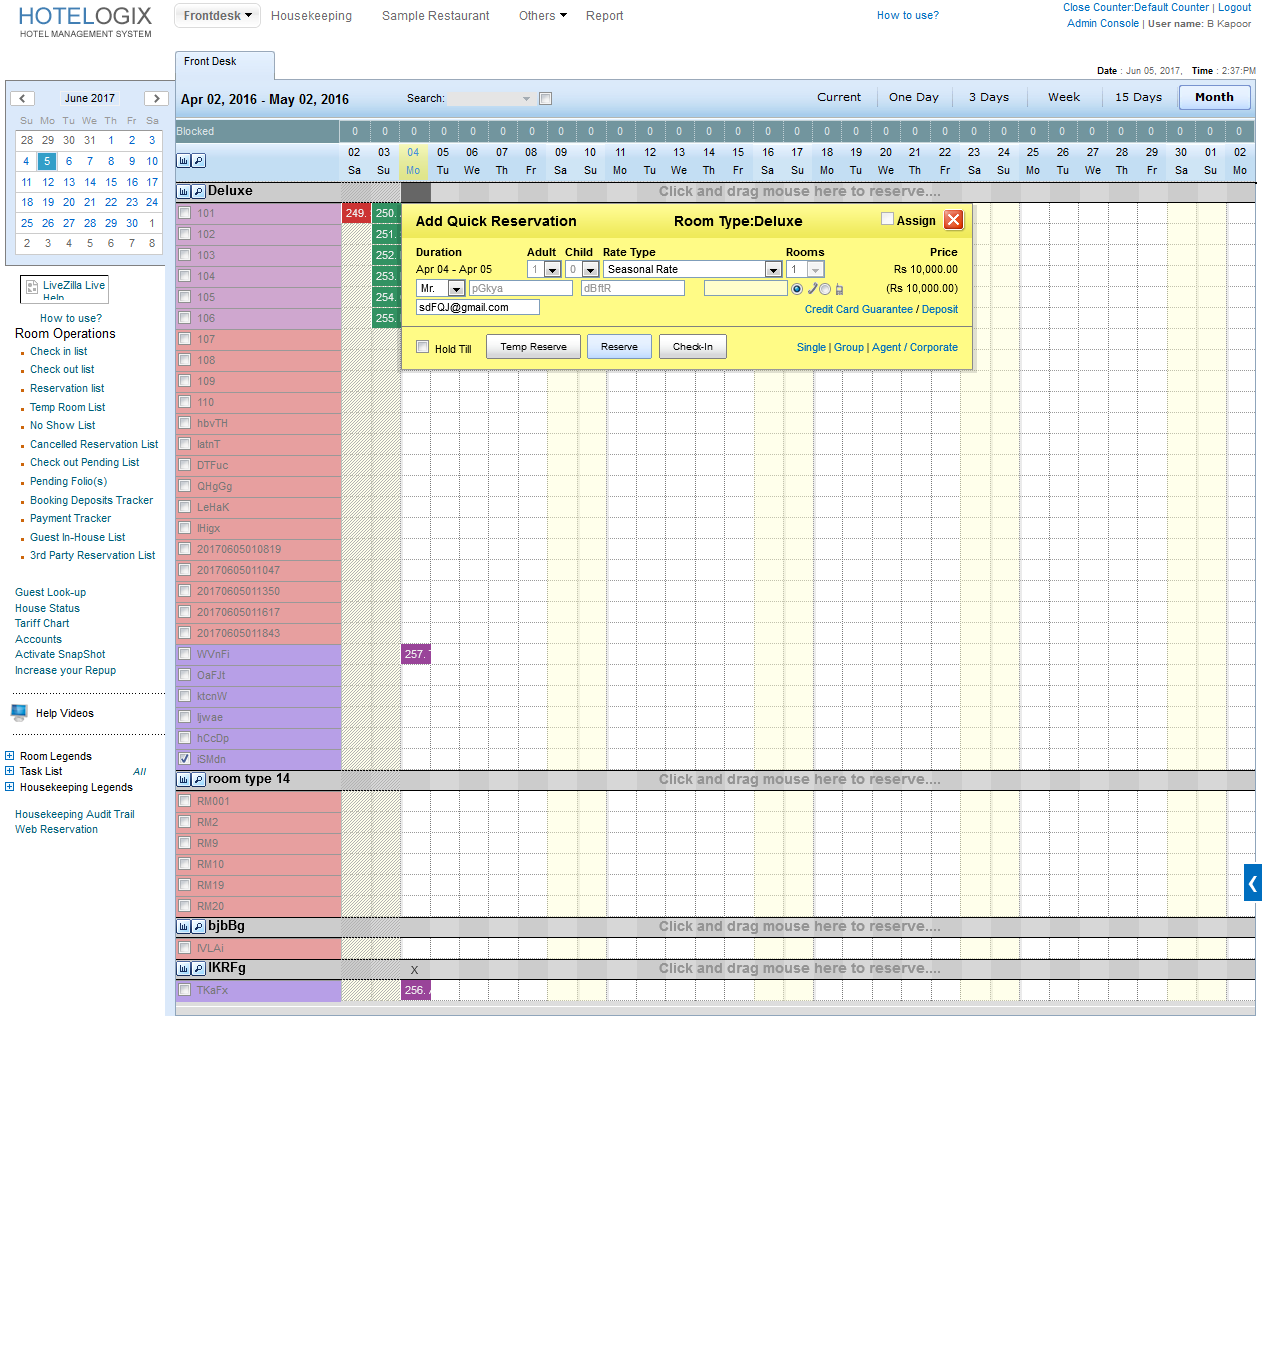 HOTELOGIX
HOTEL MANAGEMENT SYSTEM
Frontdesk Housekeeping Sample Restaurant Others Report
How to use?
Close Counter:Default Counter | Logout
Admin Console | User name: B Kapoor
Front Desk
Date : Jun 05, 2017, Time : 2:37:PM
June 2017
Su Mo Tu We Th Fr Sa
28 29 30 31 1 2 3
4 5 6 7 8 9 10
11 12 13 14 15 16 17
18 19 20 21 22 23 24
25 26 27 28 29 30 1
2 3 4 5 6 7 8
LiveZilla Live
Help
How to use?
Room Operations
Check in list
Check out list
Reservation list
Temp Room List
No Show List
Cancelled Reservation List
Check out Pending List
Pending Folio(s)
Booking Deposits Tracker
Payment Tracker
Guest In-House List
3rd Party Reservation List
Guest Look-up
House Status
Tariff Chart
Accounts
Activate SnapShot
Increase your Repup
Help Videos
Room Legends
Task List All
Housekeeping Legends
Housekeeping Audit Trail
Web Reservation
Apr 02, 2016 - May 02, 2016
Search:
Current One Day 3 Days Week 15 Days Month
Blocked 0 0 0 0 0 0 0 0 0 0 0 0 0 0 0 0 0 0 0 0 0 0 0 0 0 0 0 0 0 0 0
02 03 04 05 06 07 08 09 10 11 12 13 14 15 16 17 18 19 20 21 22 23 24 25 26 27 28 29 30 01 02
Sa Su Mo Tu We Th Fr Sa Su Mo Tu We Th Fr Sa Su Mo Tu We Th Fr Sa Su Mo Tu We Th Fr Sa Su Mo
Deluxe Click and drag mouse here to reserve....
101 249. 250.
102 251.
103 252.
104 253.
105 254.
106 255.
107
108
109
110
hbvTH
latnT
DTFuc
QHgGg
LeHaK
IHigx
20170605010819
20170605011047
20170605011350
20170605011617
20170605011843
WVnFi 257.
OaFJt
ktcnW
ljwae
hCcDp
iSMdn
room type 14 Click and drag mouse here to reserve....
RM001
RM2
RM9
RM10
RM19
RM20
bjbBg Click and drag mouse here to reserve....
IVLAi
IKRFg X Click and drag mouse here to reserve....
TKaFx 256.
Add Quick Reservation Room Type:Deluxe Assign
Duration Adult Child Rate Type Rooms Price
Apr 04 - Apr 05 1 0 Seasonal Rate 1 Rs 10,000.00
Mr. pGkya dBftR (Rs 10,000.00)
sdFQJ@gmail.com Credit Card Guarantee / Deposit
Hold Till Temp Reserve Reserve Check-In Single | Group | Agent / Corporate